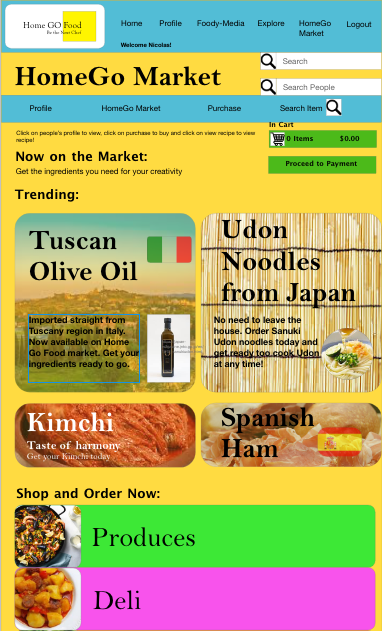 Home GO Food
Be the Next Chef
Home Profile Foody-Media Explore HomeGo Market Logout
Welcome Nicolas!
HomeGo Market
Search
Search People
Profile HomeGo Market Purchase Search Item
In Cart
0 Items $0.00
Click on people's profile to view, click on purchase to buy and click on view recipe to view
recipe!
Proceed to Payment
Now on the Market:
Get the ingredients you need for your creativity
Trending:
Tuscan
Olive Oil
Imported straight from
Tuscany region in Italy.
Now available on Home
Go Food market. Get your
ingredients ready to go.
Udon
Noodles
from Japan
No need to leave the
house. Order Sanuki
Udon noodles today and
get ready too cook Udon
at any time!
Kimchi
Taste of harmony
Get your Kimchi today
Spanish
Ham
Shop and Order Now:
Produces
Deli